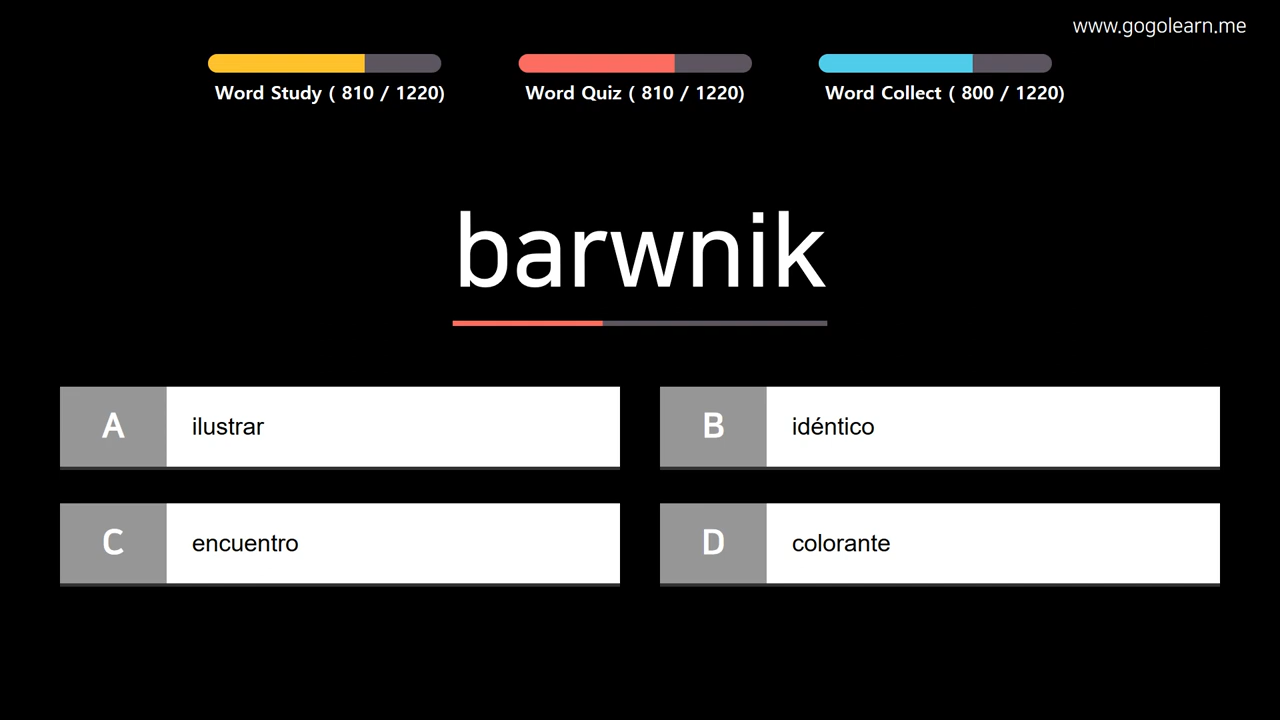 www.gogolearn.me
Word Study ( 810 / 1220)
Word Quiz ( 810 / 1220)
Word Collect ( 800 / 1220)
barwnik
A ilustrar
B idéntico
C encuentro
D colorante